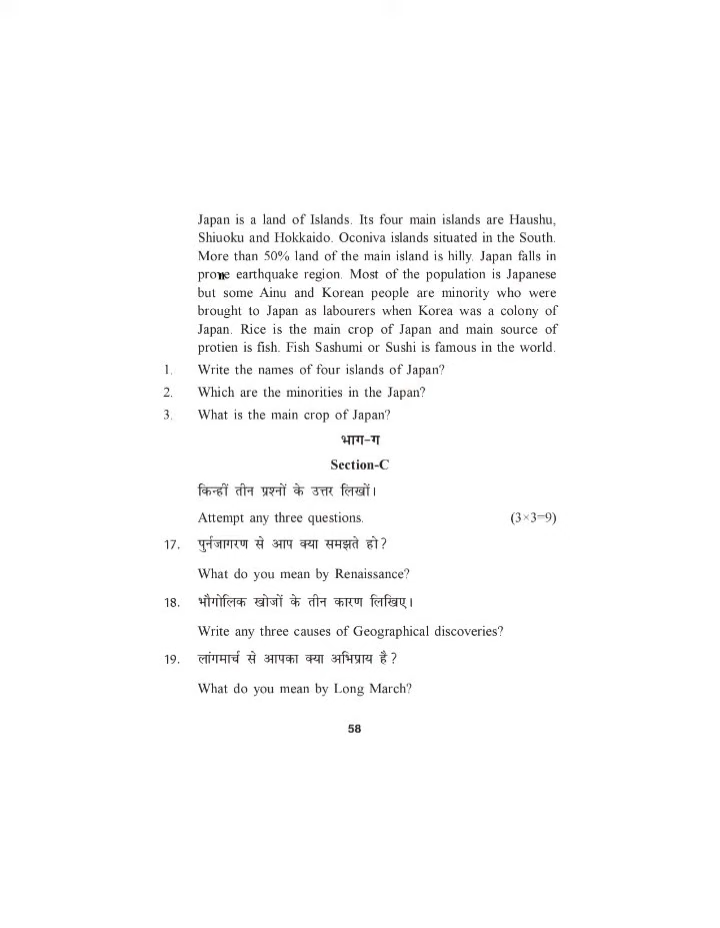 Japan is a land of Islands. Its four main islands are Haushu,
Shiuoku and Hokkaido. Oconiva islands situated in the South.
More than 50% land of the main island is hilly. Japan falls in
prone earthquake region. Most of the population is Japanese
but some Ainu and Korean people are minority who were
brought to Japan as labourers when Korea was a colony of
Japan. Rice is the main crop of Japan and main source of
protien is fish. Fish Sashumi or Sushi is famous in the world.
1. Write the names of four islands of Japan?
2. Which are the minorities in the Japan?
3. What is the main crop of Japan?
भाग-ग
Section-C
किन्हीं तीन प्रश्नों के उत्तर लिखों।
Attempt any three questions. (3×3=9)
17. पुर्नजागरण से आप क्या समझते हो?
What do you mean by Renaissance?
18. भौगोलिक खोजों के तीन कारण लिखिए।
Write any three causes of Geographical discoveries?
19. लांगमार्च से आपका क्या अभिप्राय है?
What do you mean by Long March?
58